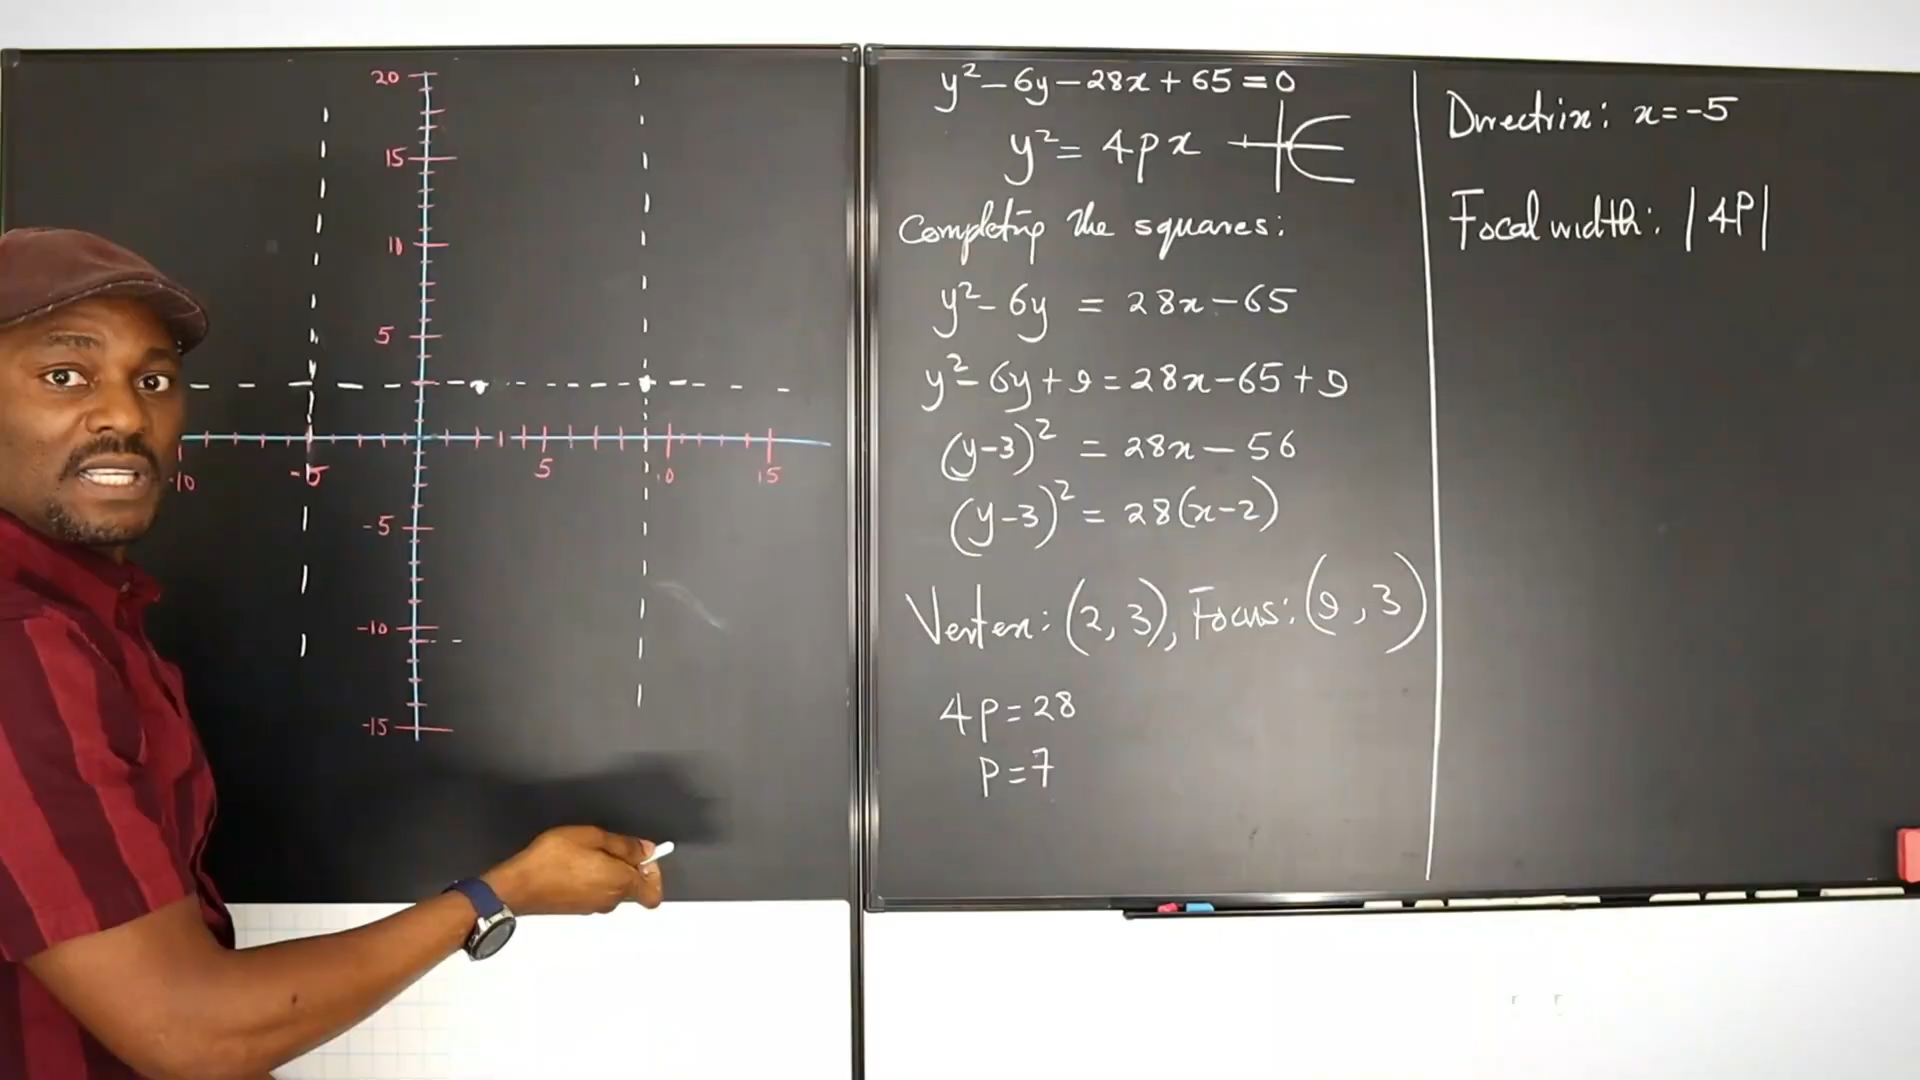 20
15
10
5
-10
-5
5
10
15
-5
-10
-15
y² - 6y - 28x + 65 = 0
y² = 4px
Completing the squares:
y² - 6y = 28x - 65
y² - 6y + 9 = 28x - 65 + 9
(y-3)² = 28x - 56
(y-3)² = 28(x-2)
Vertex: (2, 3), Focus: (9, 3)
4p = 28
P = 7
Directrix: x = -5
Focal width: |4P|